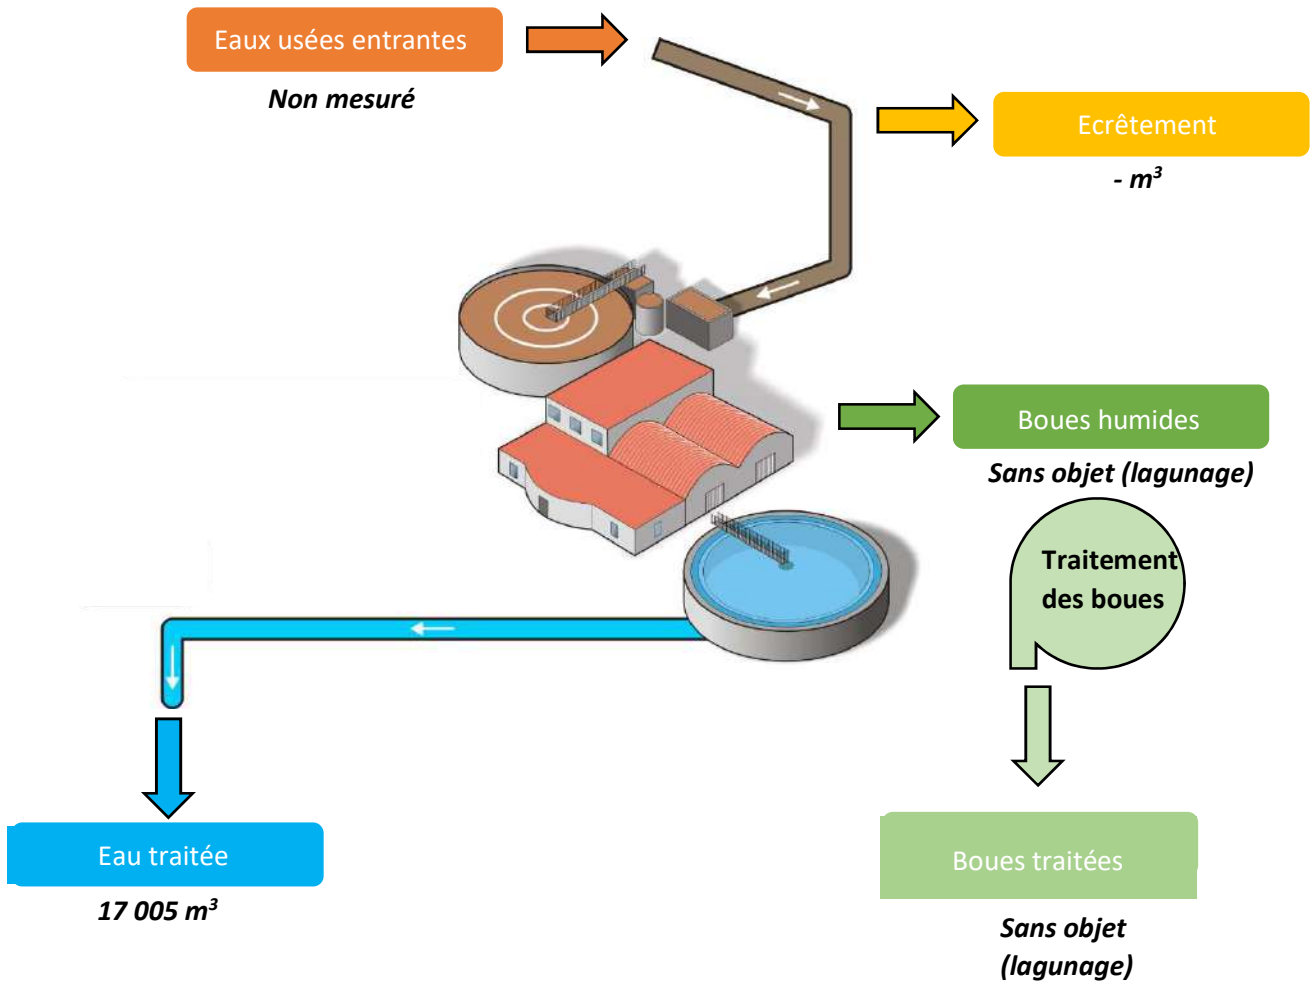 Eaux usées entrantes
Non mesuré
Ecrêtement
- m³
Boues humides
Sans objet (lagunage)
Traitement
des boues
Eau traitée
17 005 m³
Boues traitées
Sans objet
(lagunage)